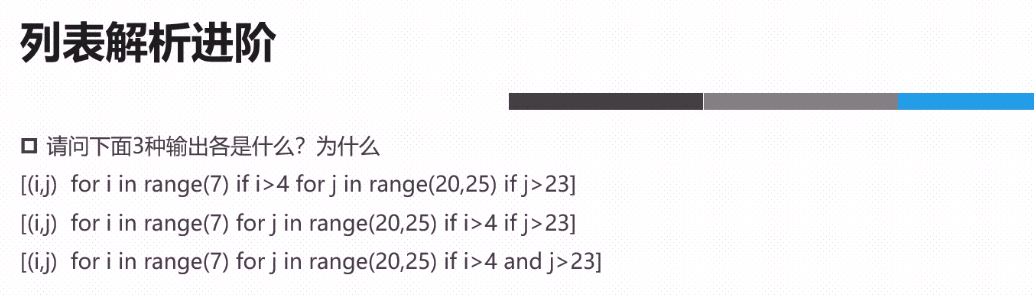 列表解析进阶
请问下面3种输出各是什么？为什么
[(i,j)  for i in range(7) if i>4 for j in range(20,25) if j>23]
[(i,j)  for i in range(7) for j in range(20,25) if i>4 if j>23]
[(i,j)  for i in range(7) for j in range(20,25) if i>4 and j>23]